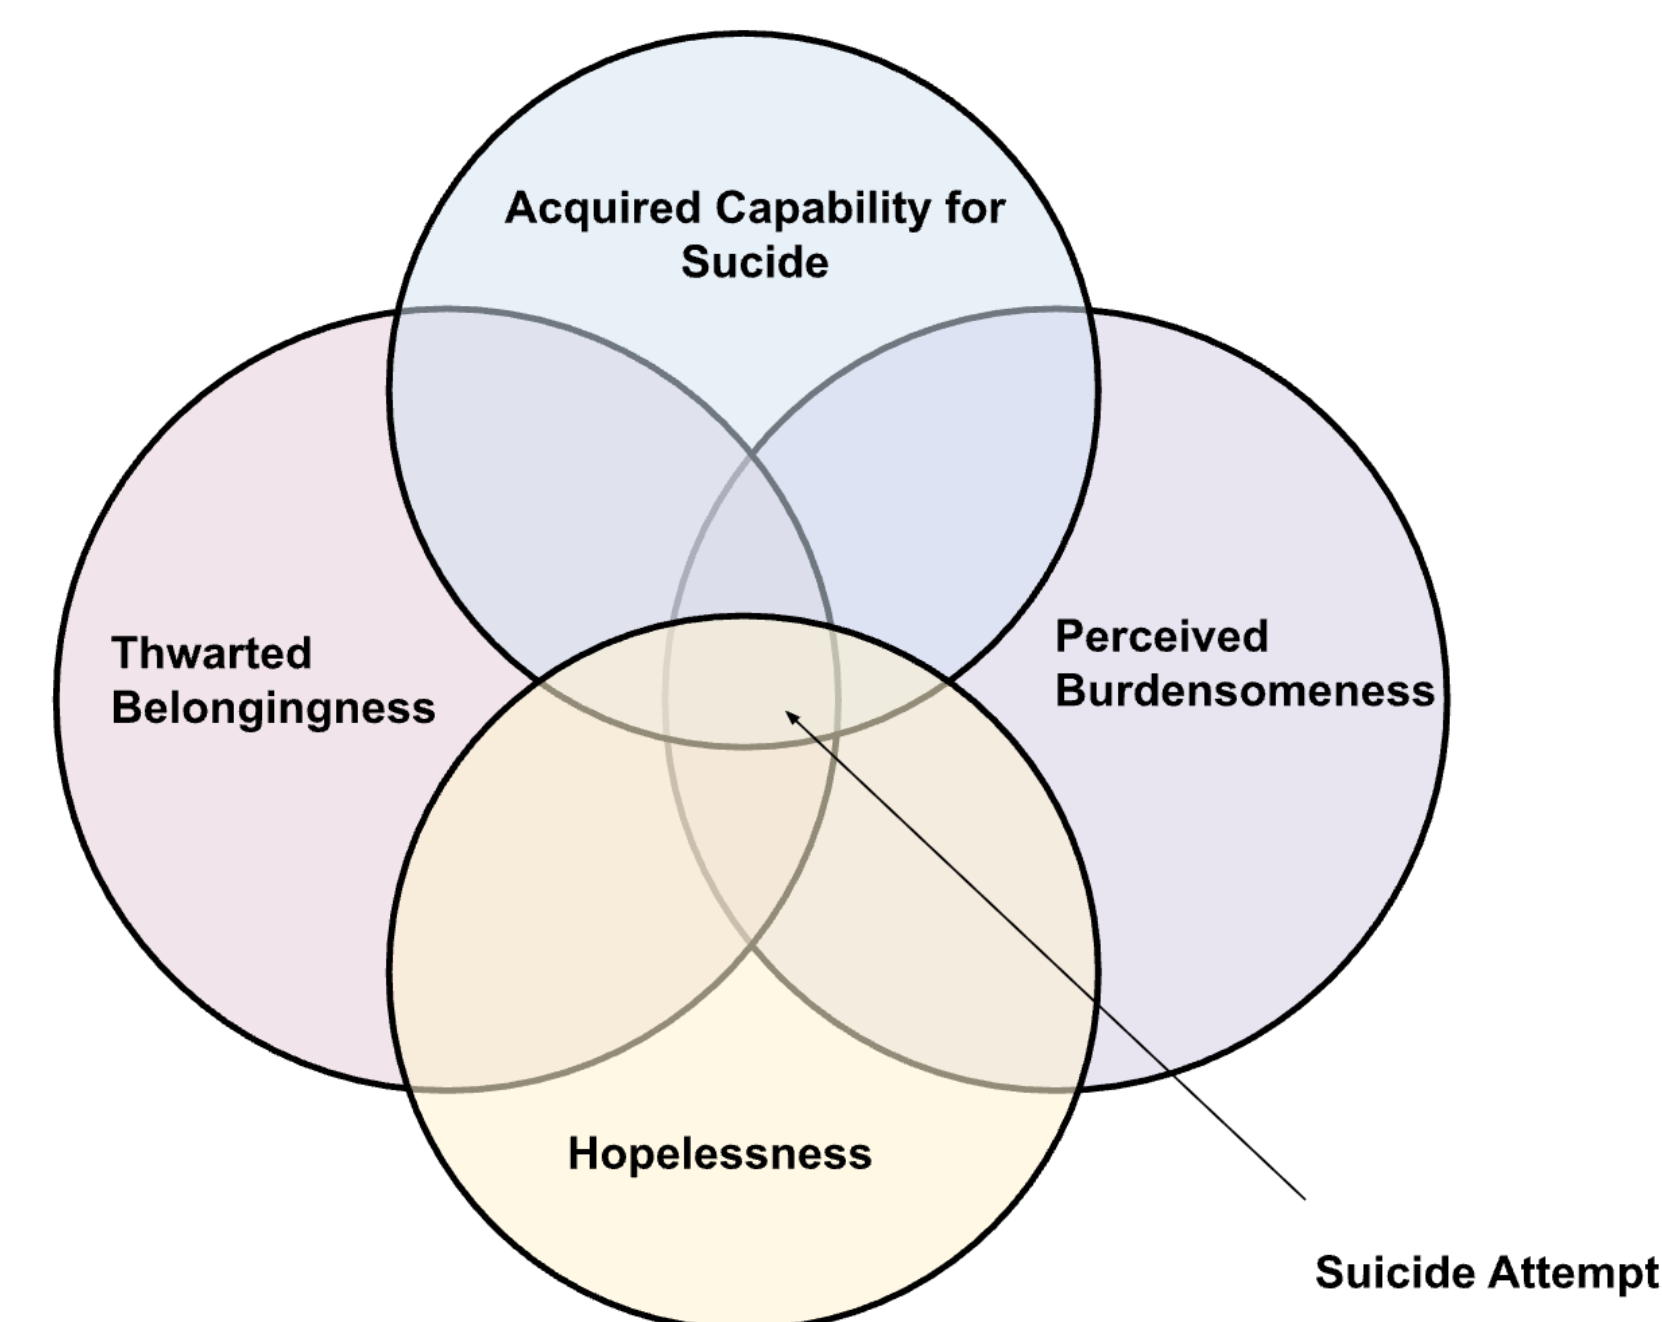 Acquired Capability for
Sucide
Thwarted
Belongingness
Perceived
Burdensomeness
Hopelessness
Suicide Attempt